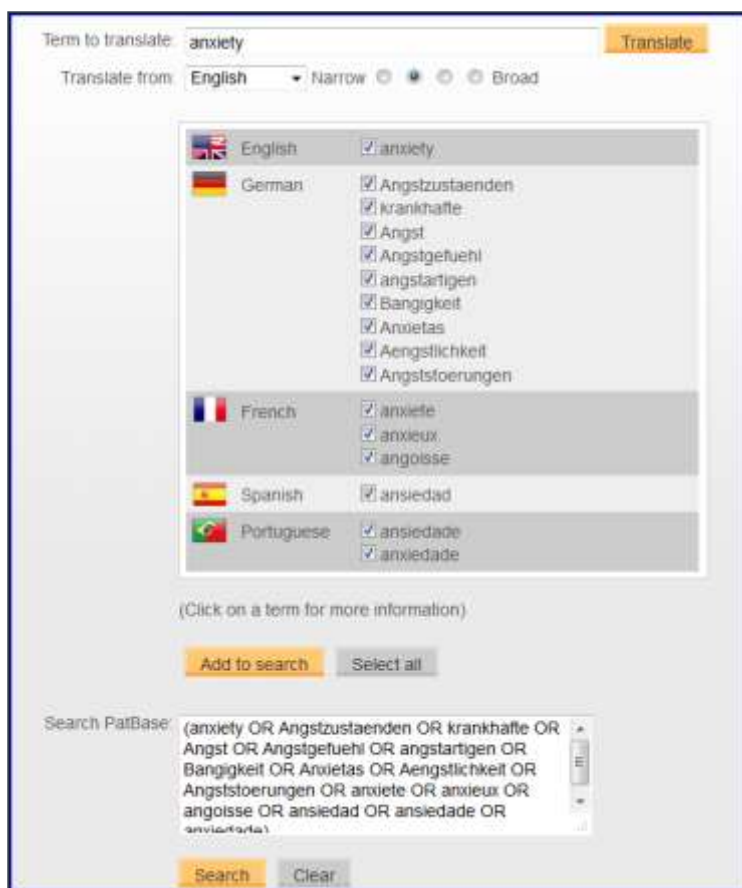 Term to translate: anxiety Translate
Translate from: English Narrow Broad
English anxiety
German Angstzustaenden
krankhafte
Angst
Angstgefuehl
angstartigen
Bangigkeit
Anxietas
Aengstlichkeit
Angststoerungen
French anxiete
anxieux
angoisse
Spanish ansiedad
Portuguese ansiedade
anxiedade
(Click on a term for more information)
Add to search Select all
Search PatBase: (anxiety OR Angstzustaenden OR krankhafte OR
Angst OR Angstgefuehl OR angstartigen OR
Bangigkeit OR Anxietas OR Aengstlichkeit OR
Angststoerungen OR anxiete OR anxieux OR
angoisse OR ansiedad OR ansiedade OR
anxiedade)
Search Clear